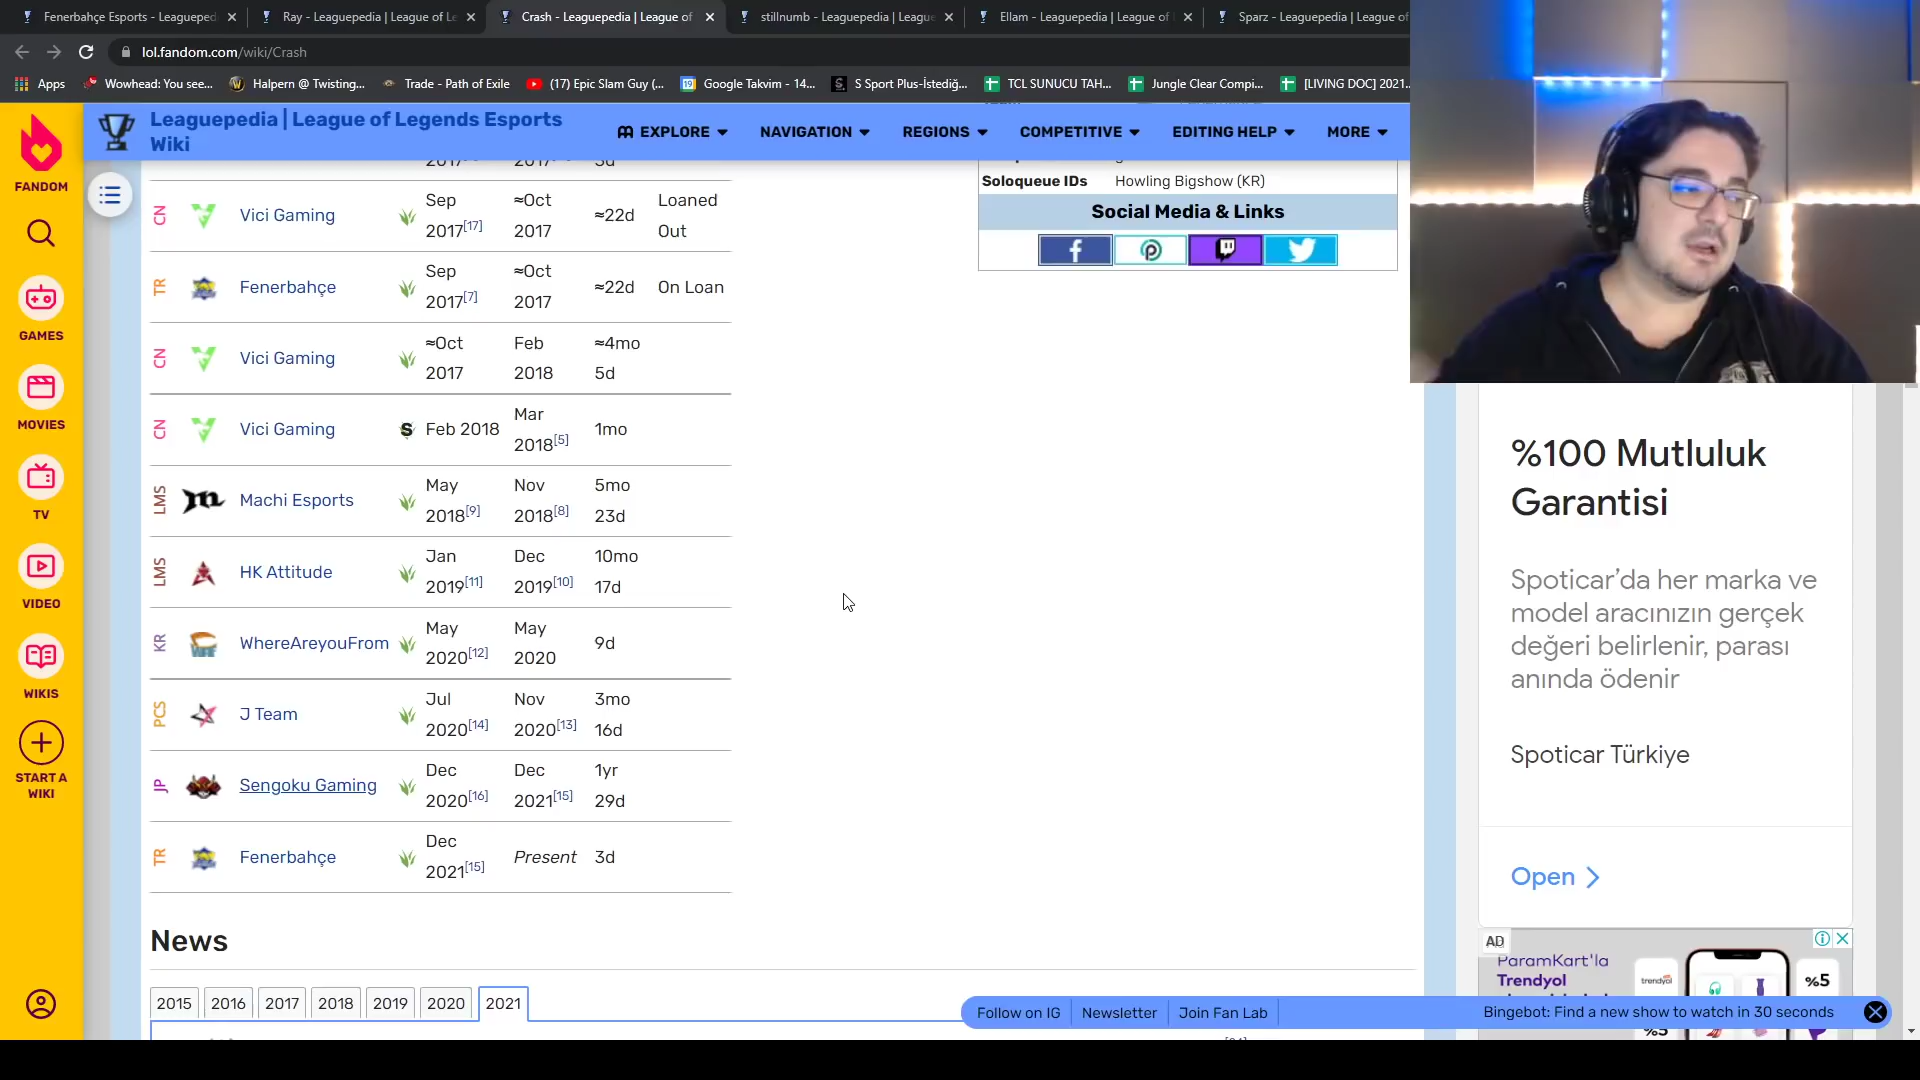 Fenerbahçe Esports - Leagueped
Ray - Leaguepedia | League of Le
Crash - Leaguepedia | League of
stillnumb - Leaguepedia | League
Ellam - Leaguepedia | League of
Sparz - Leaguepedia | League of
lol.fandom.com/wiki/Crash
Apps
Wowhead: You see...
Halpern @ Twisting...
Trade - Path of Exile
(17) Epic Slam Guy (...
Google Takvim - 14...
S Sport Plus-İstediğ...
TCL SUNUCU TAH...
Jungle Clear Compi...
[LIVING DOC] 2021...
Leaguepedia | League of Legends Esports
Wiki
EXPLORE
NAVIGATION
REGIONS
COMPETITIVE
EDITING HELP
MORE
FANDOM
GAMES
MOVIES
TV
VIDEO
WIKIS
START A
WIKI
CN Vici Gaming Sep 2017[17] ≈Oct 2017 ≈22d Loaned Out
TR Fenerbahçe Sep 2017[7] ≈Oct 2017 ≈22d On Loan
CN Vici Gaming ≈Oct 2017 Feb 2018 ≈4mo 5d
CN Vici Gaming S Feb 2018 Mar 2018[5] 1mo
LMS Machi Esports May 2018[9] Nov 2018[8] 5mo 23d
LMS HK Attitude Jan 2019[11] Dec 2019[10] 10mo 17d
KR WhereAreyouFrom May 2020[12] May 2020 9d
PCS J Team Jul 2020[14] Nov 2020[13] 3mo 16d
JP Sengoku Gaming Dec 2020[16] Dec 2021[15] 1yr 29d
TR Fenerbahçe Dec 2021[15] Present 3d
News
2015 2016 2017 2018 2019 2020 2021
Soloqueue IDs Howling Bigshow (KR)
Social Media & Links
%100 Mutluluk
Garantisi
Spoticar'da her marka ve
model aracınızın gerçek
değeri belirlenir, parası
anında ödenir
Spoticar Türkiye
Open
AD
ParamKart'la
Trendyol
trendyol
%5
%5
Follow on IG
Newsletter
Join Fan Lab
Bingebot: Find a new show to watch in 30 seconds